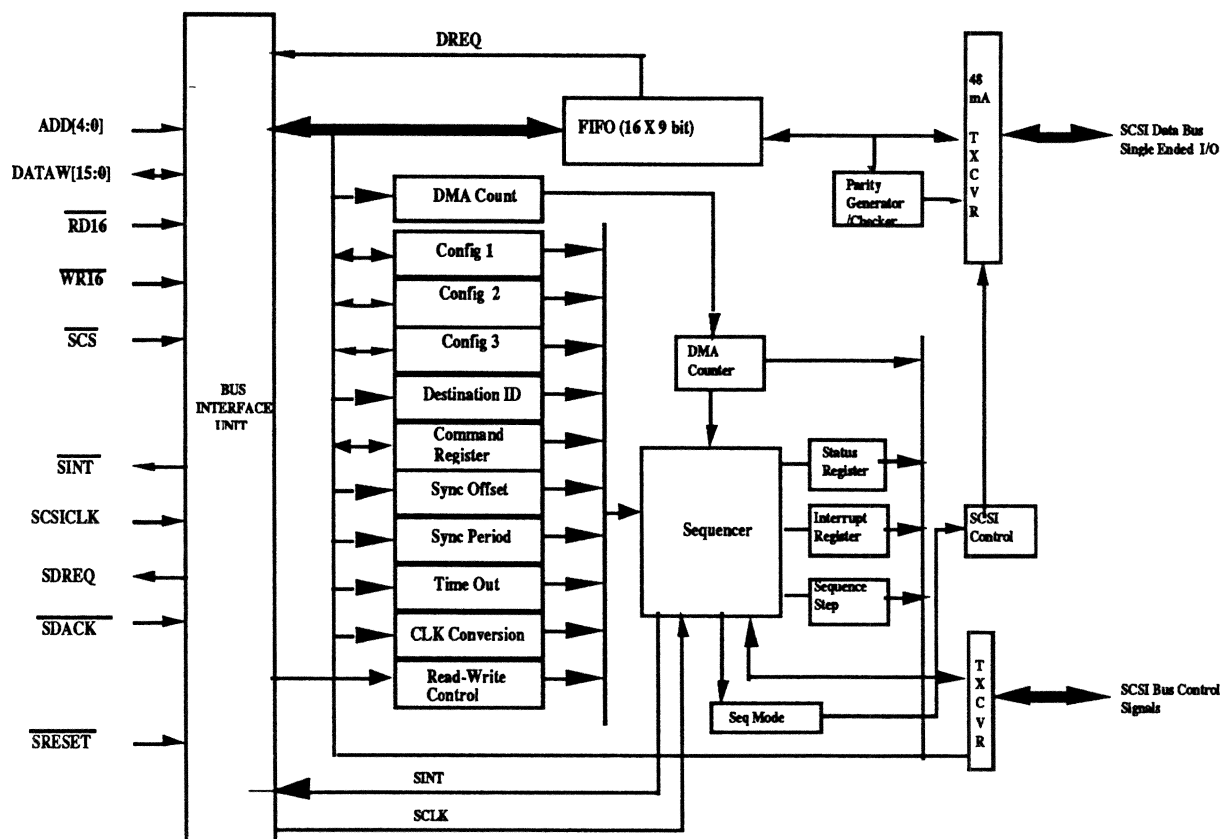 DREQ
ADD[4:0]
DATAW[15:0]
RD16
WR16
SCS
SINT
SCSICLK
SDREQ
SDACK
SRESET
BUS
INTERFACE
UNIT
FIFO (16 X 9 bit)
DMA Count
Config 1
Config 2
Config 3
Destination ID
Command
Register
Sync Offset
Sync Period
Time Out
CLK Conversion
Read-Write
Control
Parity
Generator
/Checker
48
mA
T
X
C
V
R
SCSI Data Bus
Single Ended I/O
DMA
Counter
Sequencer
Status
Register
Interrupt
Register
Sequence
Step
SCSI
Control
Seq Mode
T
X
C
V
R
SCSI Bus Control
Signals
SINT
SCLK